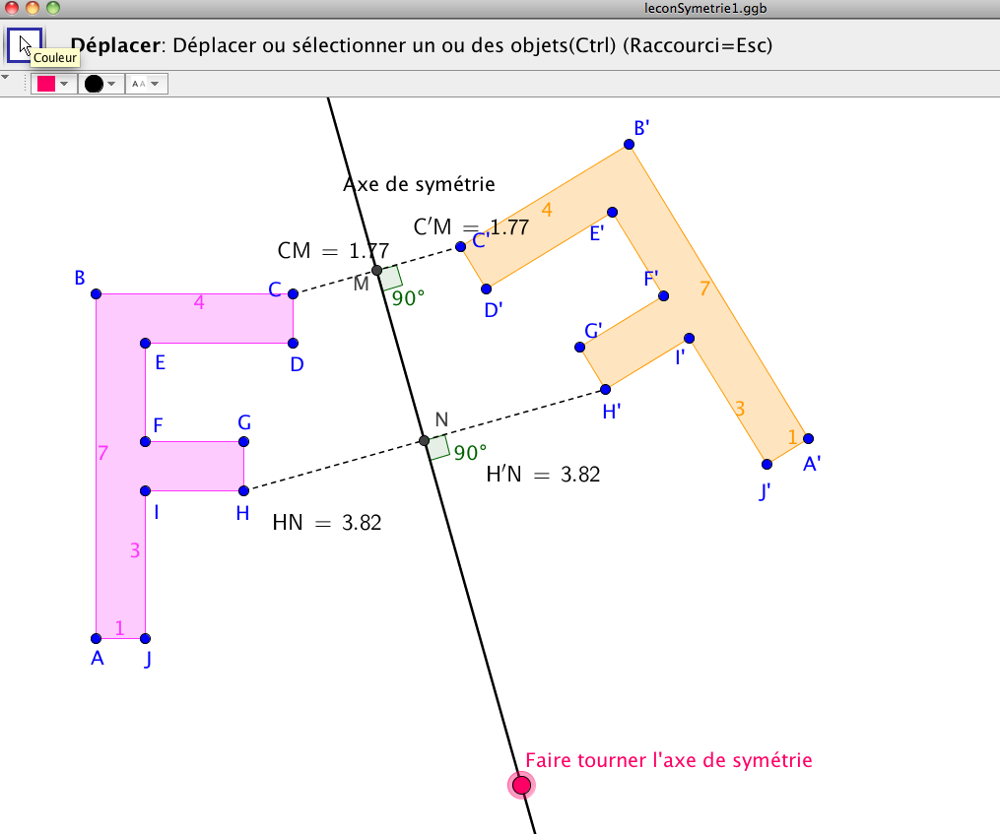 leconSymetrie1.ggb
Déplacer: Déplacer ou sélectionner un ou des objets(Ctrl) (Raccourci=Esc)
Couleur
A A
B'
Axe de symétrie
4
C'M = 1.77
E'
C'
CM = 1.77
B
F'
M
C
7
90°
4
D'
G'
I'
E
D
3
H'
N
F
G
1
7
90°
A'
H'N = 3.82
J'
I
H
HN = 3.82
3
1
A
J
Faire tourner l'axe de symétrie